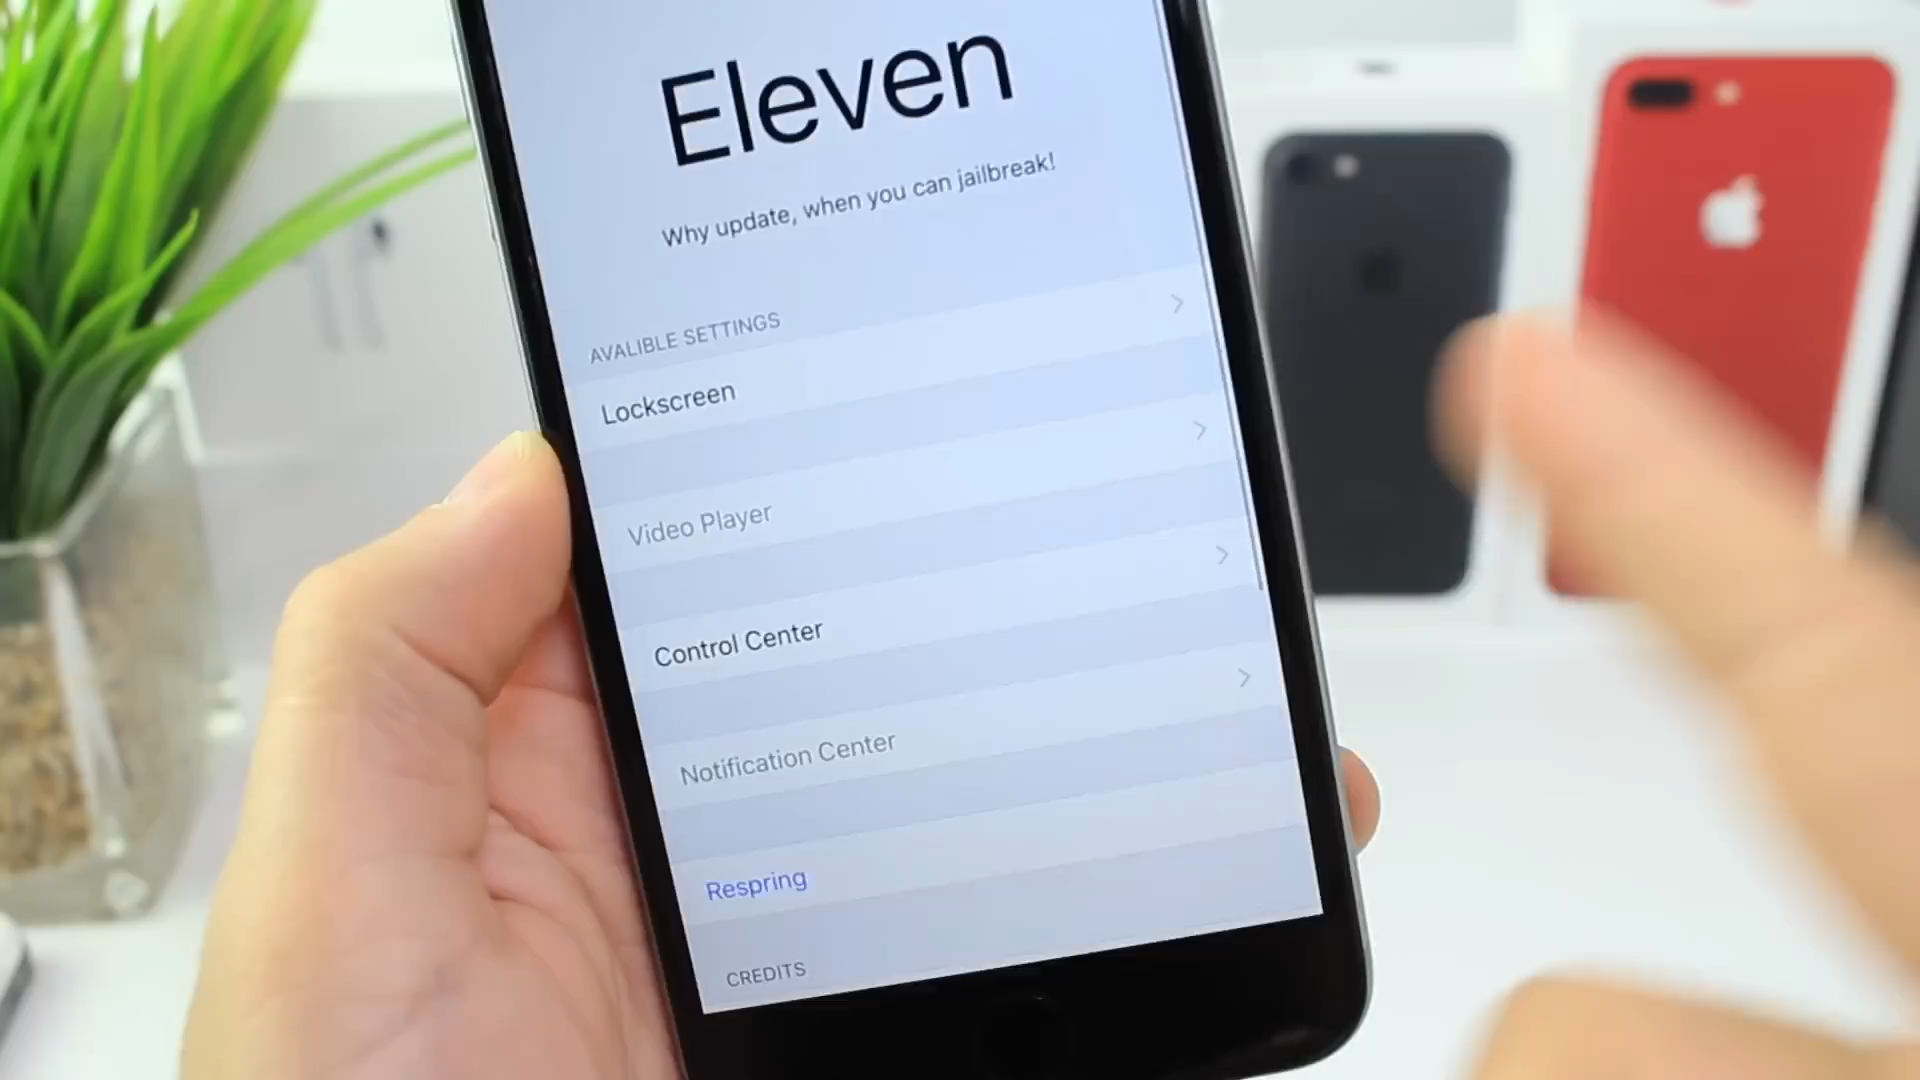 Eleven
Why update, when you can jailbreak!
AVALIBLE SETTINGS
Lockscreen
Video Player
Control Center
Notification Center
Respring
CREDITS